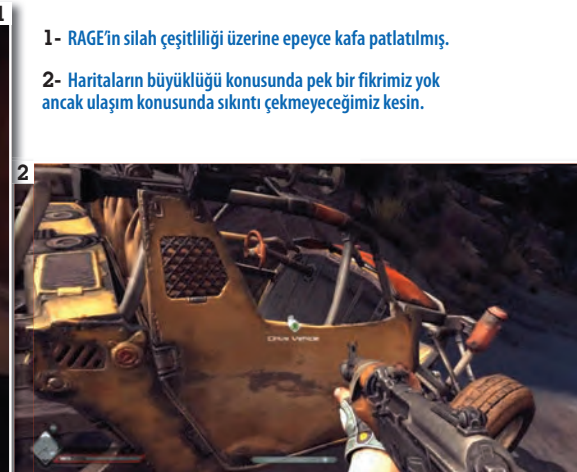 1
1- RAGE'in silah çeşitliliği üzerine epeyce kafa patlatılmış.
2- Haritaların büyüklüğü konusunda pek bir fikrimiz yok
ancak ulaşım konusunda sıkıntı çekmeyeceğimiz kesin.
2
Drive Vehicle